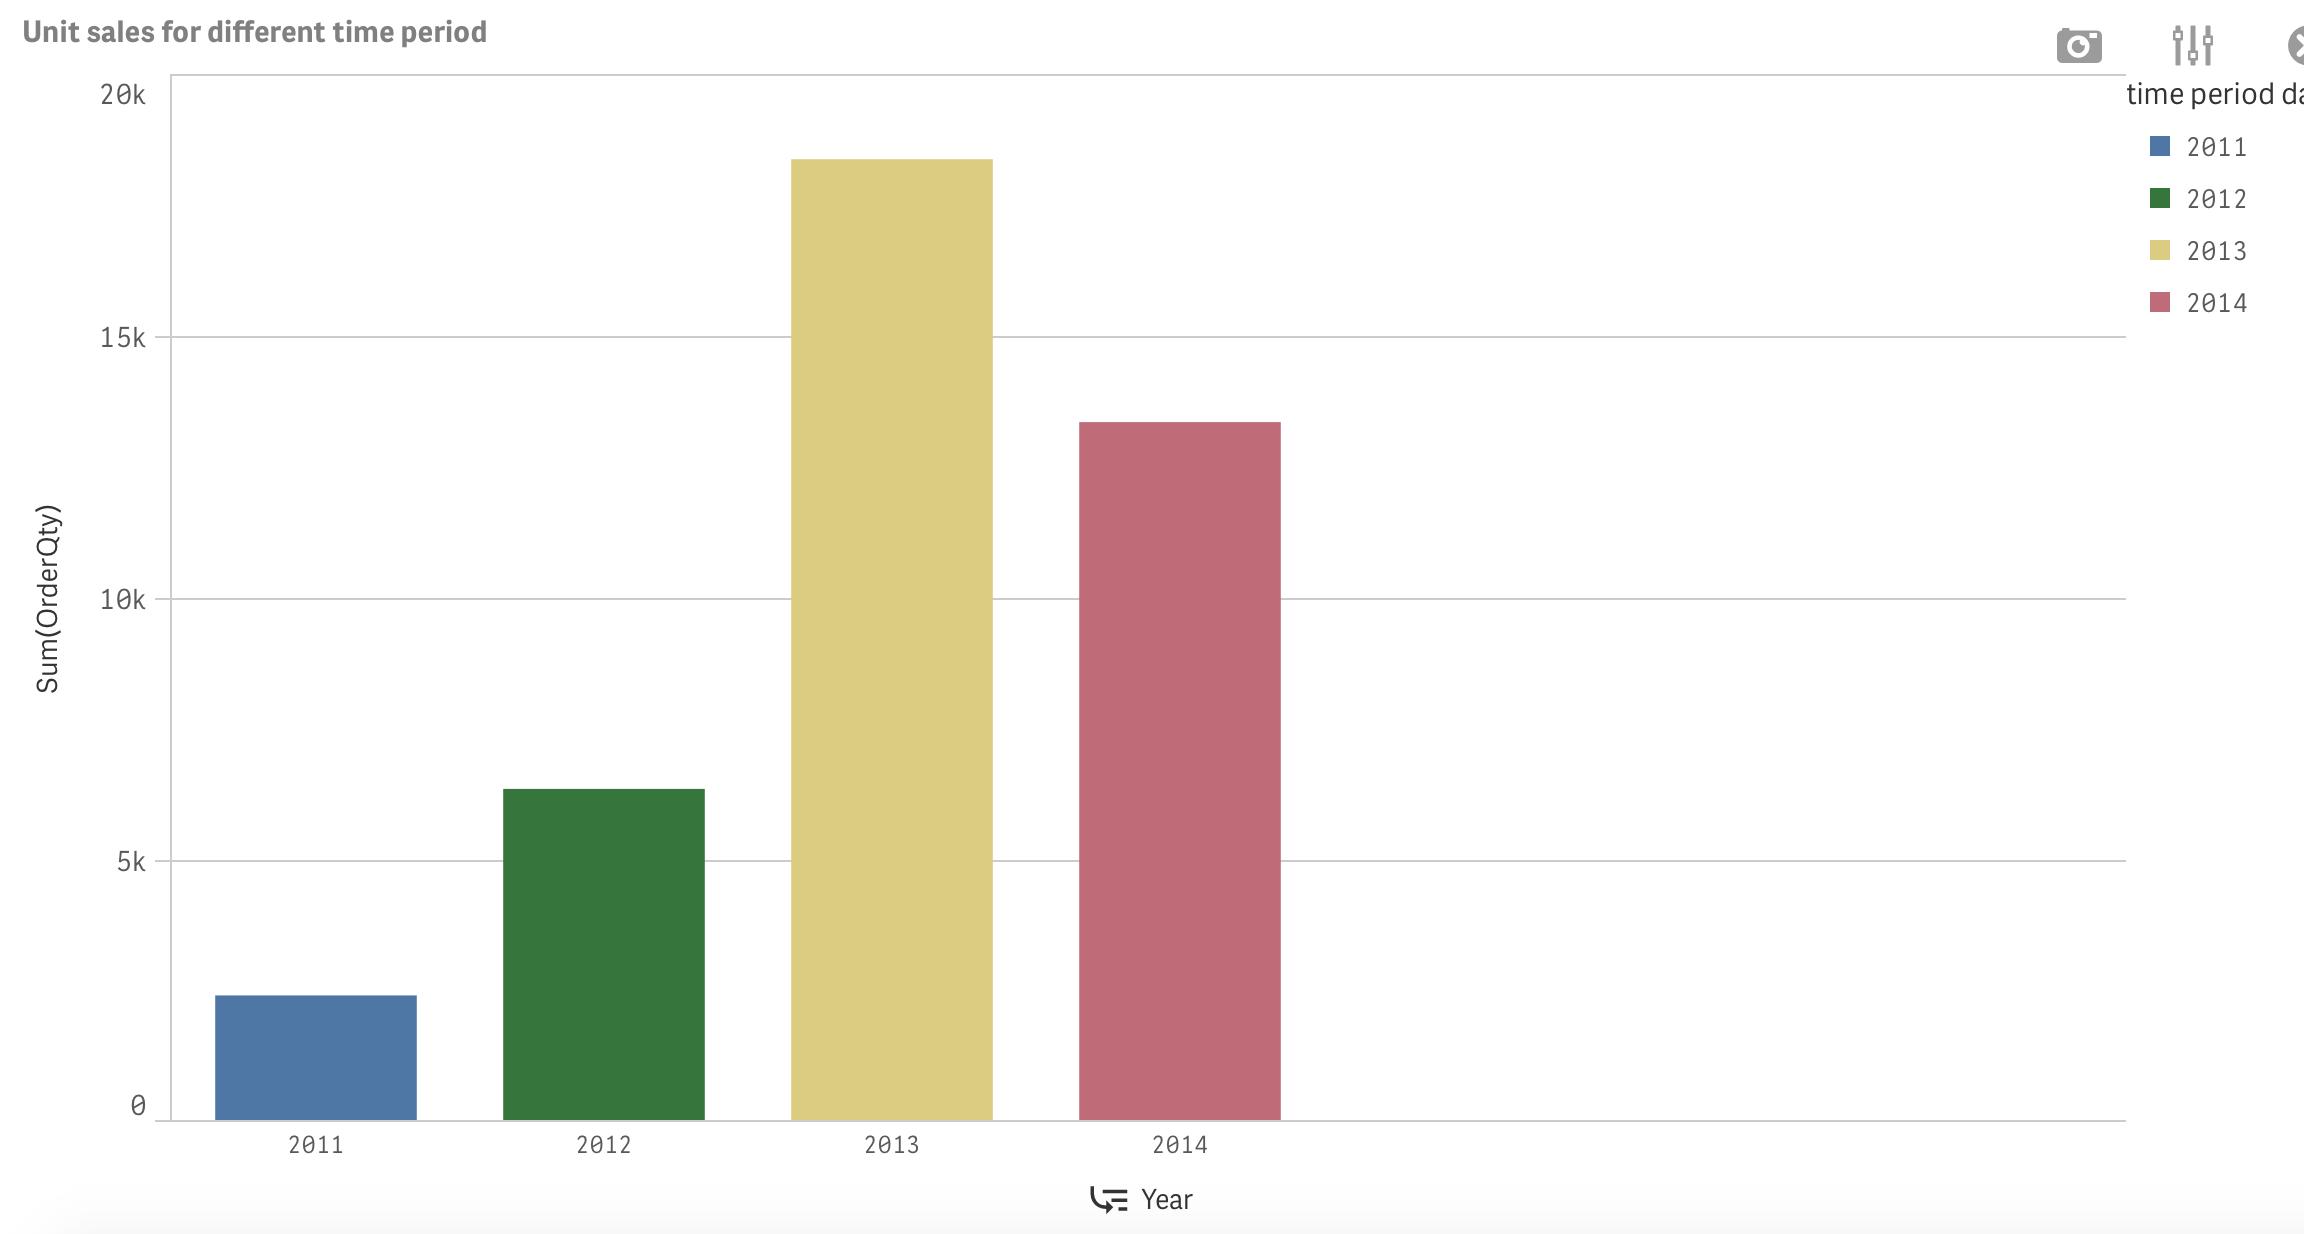 Unit sales for different time period
20k
15k
10k
5k
0
Sum(OrderQty)
2011
2012
2013
2014
Year
time period
2011
2012
2013
2014